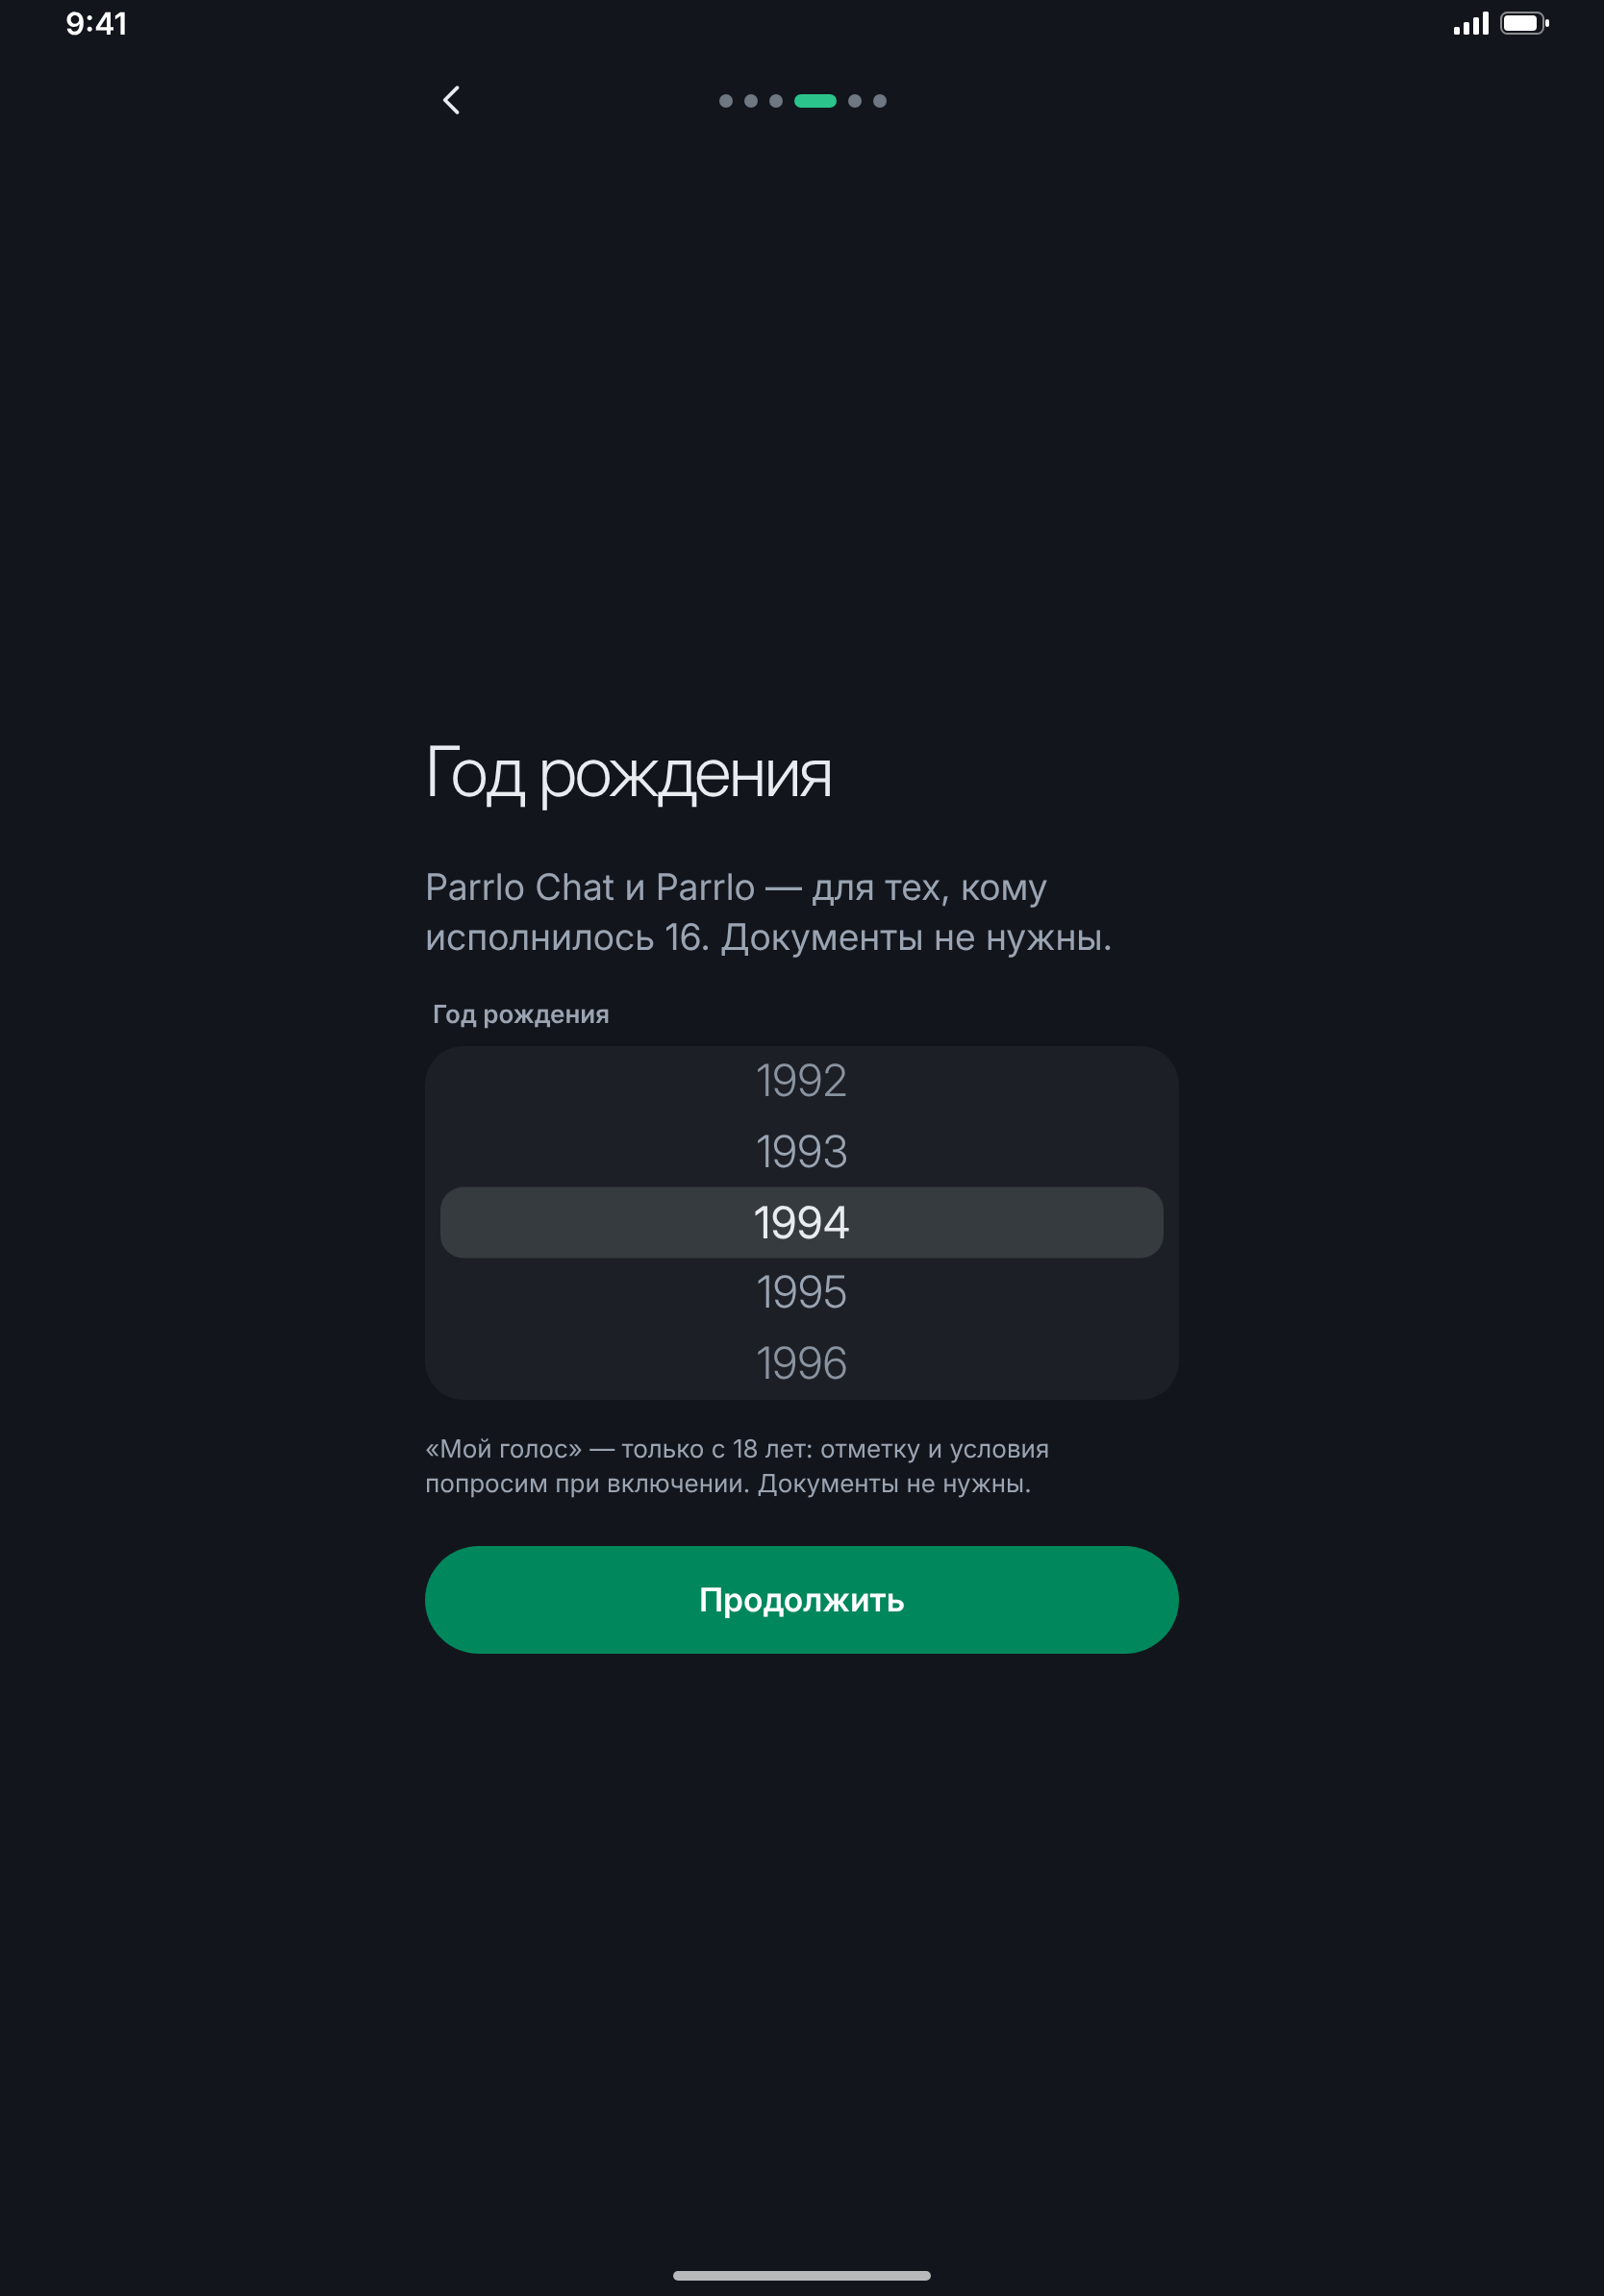 9:41
Год рождения
Parrlo Chat и Parrlo — для тех, кому
исполнилось 16. Документы не нужны.
Год рождения
1992
1993
1994
1995
1996
«Мой голос» — только с 18 лет: отметку и условия
попросим при включении. Документы не нужны.
Продолжить